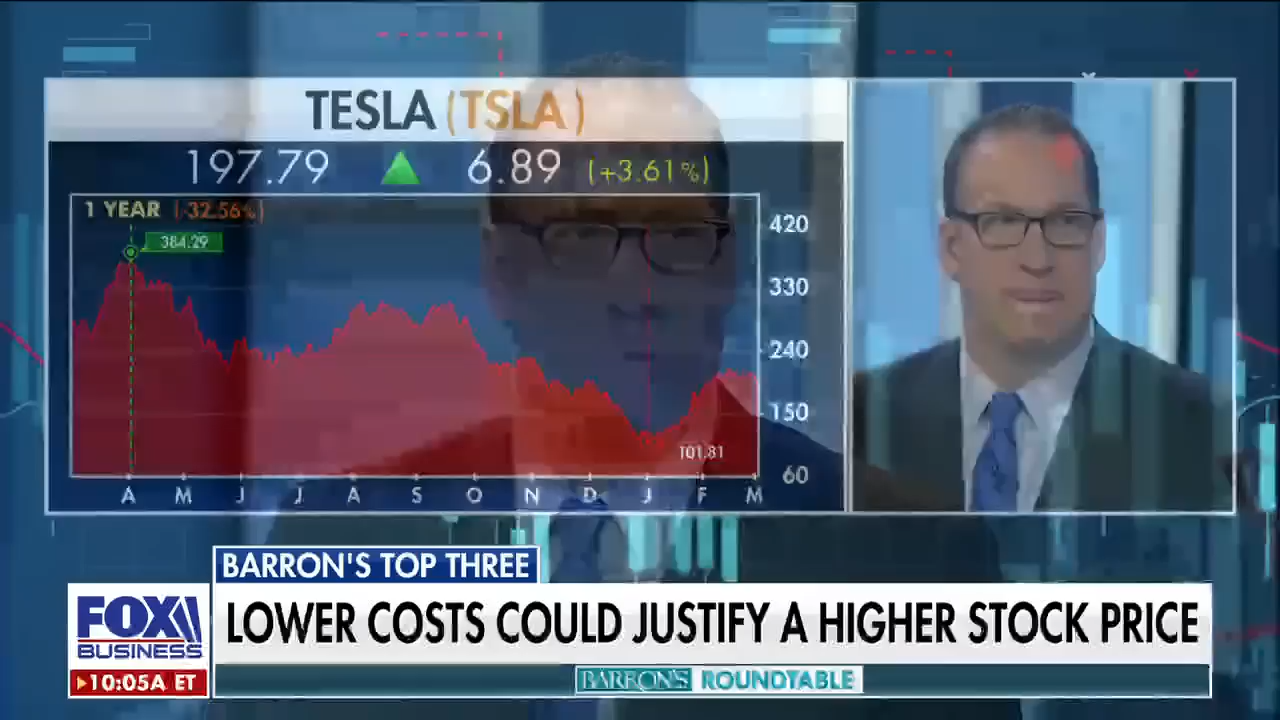 TESLA (TSLA)
197.79 ▲ 6.89 (+3.61%)
1 YEAR (-32.56%)
384.29
420
330
240
150
101.81
60
A M J J A S O N D J F M
BARRON'S TOP THREE
FOX BUSINESS
LOWER COSTS COULD JUSTIFY A HIGHER STOCK PRICE
10:05A ET
BARRON'S ROUNDTABLE